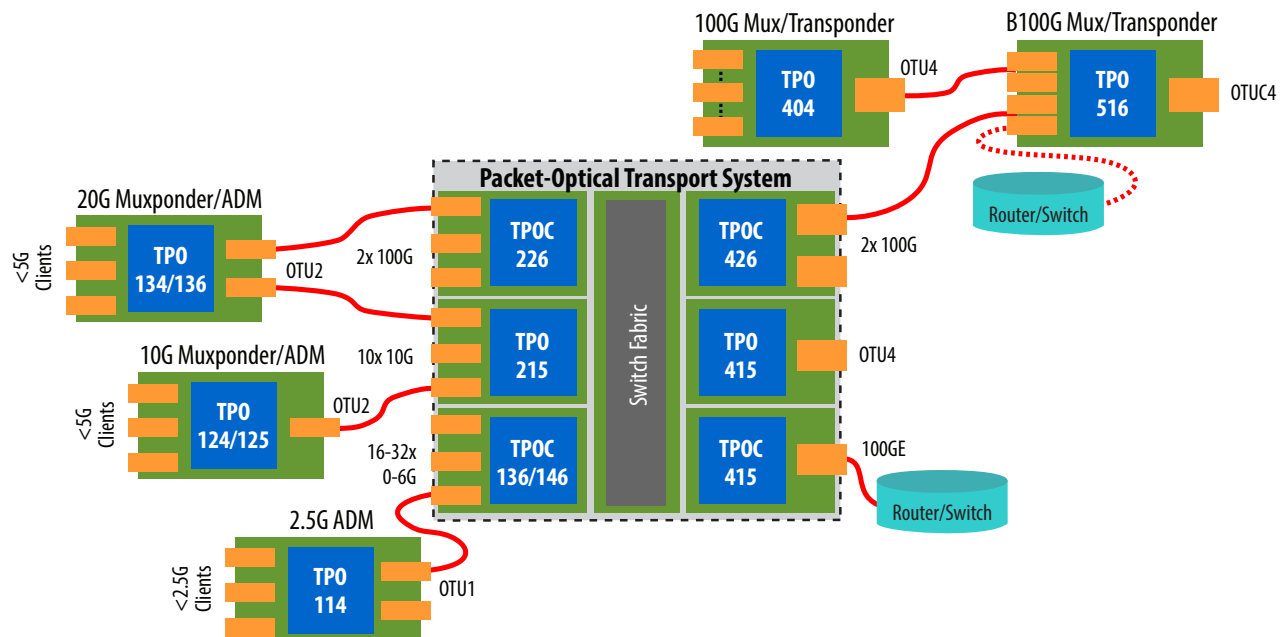 100G Mux/Transponder
B100G Mux/Transponder
TPO
404
OTU4
TPO
516
OTUC4
Router/Switch
Packet-Optical Transport System
20G Muxponder/ADM
<5G
Clients
TPO
134/136
OTU2
2x 100G
TPOC
226
TPOC
426
2x 100G
10x 10G
TPO
215
Switch Fabric
TPO
415
OTU4
10G Muxponder/ADM
<5G
Clients
TPO
124/125
OTU2
16-32x
0-6G
TPOC
136/146
TPOC
415
100GE
Router/Switch
2.5G ADM
<2.5G
Clients
TPO
114
OTU1